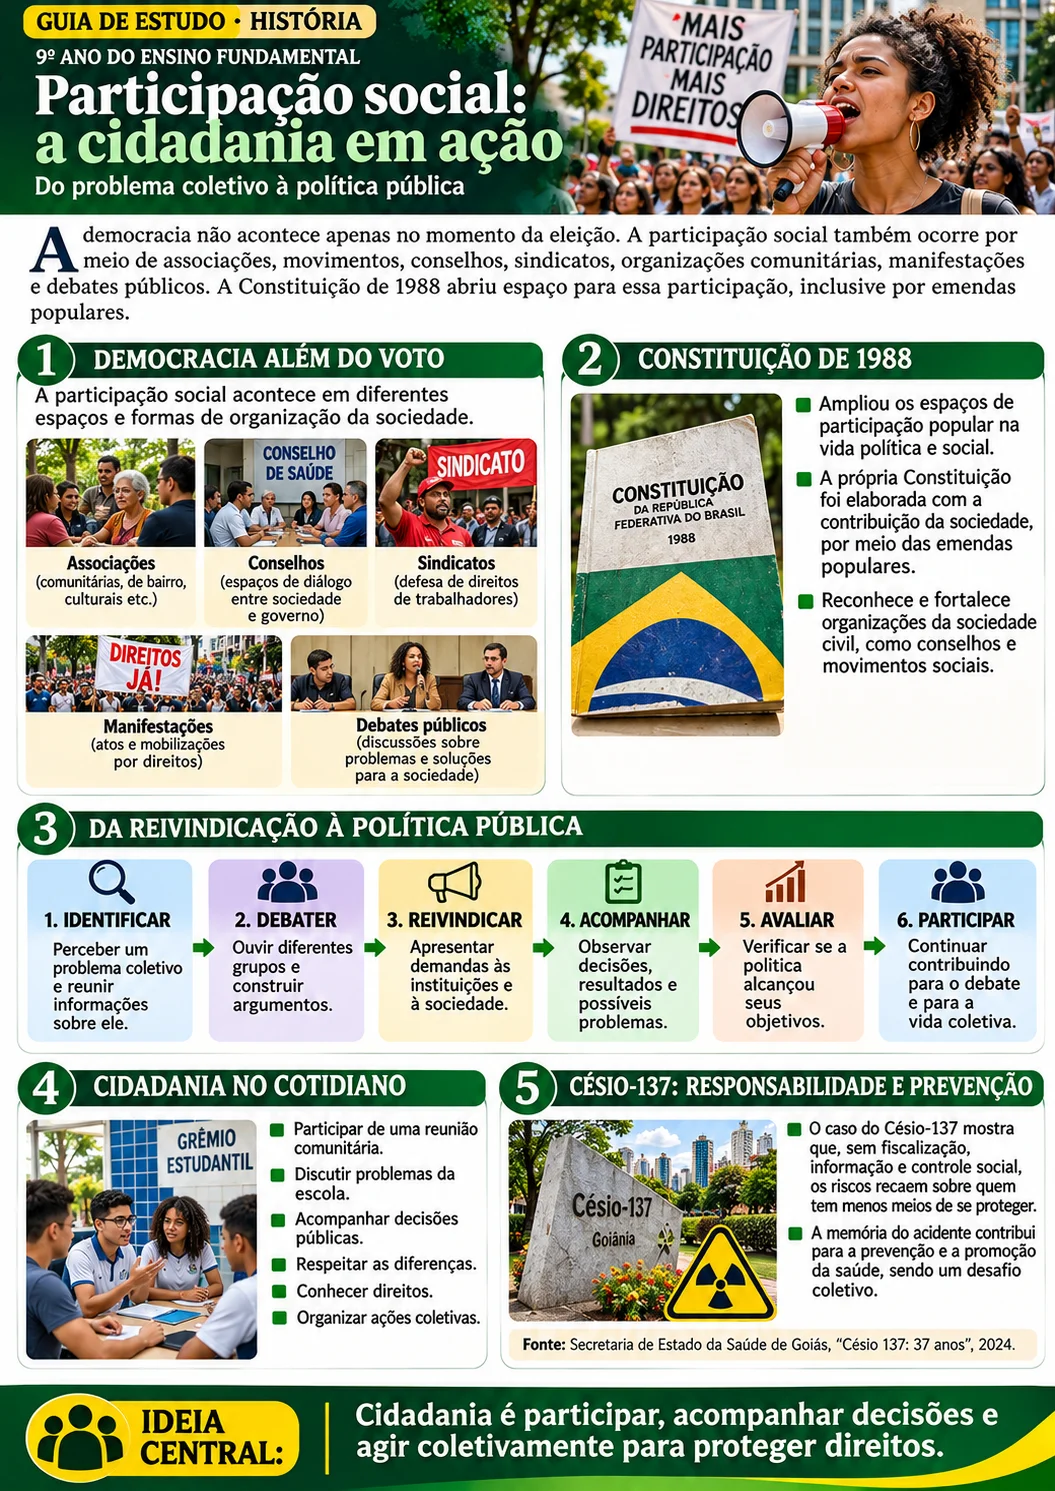 GUIA DE ESTUDO · HISTÓRIA
9º ANO DO ENSINO FUNDAMENTAL
Participação social:
a cidadania em ação
Do problema coletivo à política pública
MAIS
PARTICIPAÇÃO
MAIS
DIREITOS
A democracia não acontece apenas no momento da eleição. A participação social também ocorre por
meio de associações, movimentos, conselhos, sindicatos, organizações comunitárias, manifestações
e debates públicos. A Constituição de 1988 abriu espaço para essa participação, inclusive por emendas
populares.
1 DEMOCRACIA ALÉM DO VOTO
A participação social acontece em diferentes
espaços e formas de organização da sociedade.
Associações
(comunitárias, de bairro,
culturais etc.)
CONSELHO
DE SAÚDE
Conselhos
(espaços de diálogo
entre sociedade
e governo)
SINDICATO
Sindicatos
(defesa de direitos
de trabalhadores)
DIREITOS
JÁ!
Manifestações
(atos e mobilizações
por direitos)
Debates públicos
(discussões sobre
problemas e soluções
para a sociedade)
2 CONSTITUIÇÃO DE 1988
CONSTITUIÇÃO
DA REPÚBLICA
FEDERATIVA DO BRASIL
1988
Ampliou os espaços de
participação popular na
vida política e social.
A própria Constituição
foi elaborada com a
contribuição da sociedade,
por meio das emendas
populares.
Reconhece e fortalece
organizações da sociedade
civil, como conselhos e
movimentos sociais.
3 DA REIVINDICAÇÃO À POLÍTICA PÚBLICA
1. IDENTIFICAR
Perceber um
problema coletivo
e reunir
informações
sobre ele.
2. DEBATER
Ouvir diferentes
grupos e
construir
argumentos.
3. REIVINDICAR
Apresentar
demandas às
instituições e
à sociedade.
4. ACOMPANHAR
Observar
decisões,
resultados e
possíveis
problemas.
5. AVALIAR
Verificar se a
politica
alcançou
seus
objetivos.
6. PARTICIPAR
Continuar
contribuindo
para o debate
e para a
vida coletiva.
4 CIDADANIA NO COTIDIANO
GRÊMIO
ESTUDANTIL
Participar de uma reunião
comunitária.
Discutir problemas da
escola.
Acompanhar decisões
públicas.
Respeitar as diferenças.
Conhecer direitos.
Organizar ações coletivas.
5 CÉSIO-137: RESPONSABILIDADE E PREVENÇÃO
Césio-137
Goiânia
O caso do Césio-137 mostra
que, sem fiscalização,
informação e controle social,
os riscos recaem sobre quem
tem menos meios de se proteger.
A memória do acidente contribui
para a prevenção e a promoção
da saúde, sendo um desafio
coletivo.
Fonte: Secretaria de Estado da Saúde de Goiás, “Césio 137: 37 anos”, 2024.
IDEIA
CENTRAL:
Cidadania é participar, acompanhar decisões e
agir coletivamente para proteger direitos.